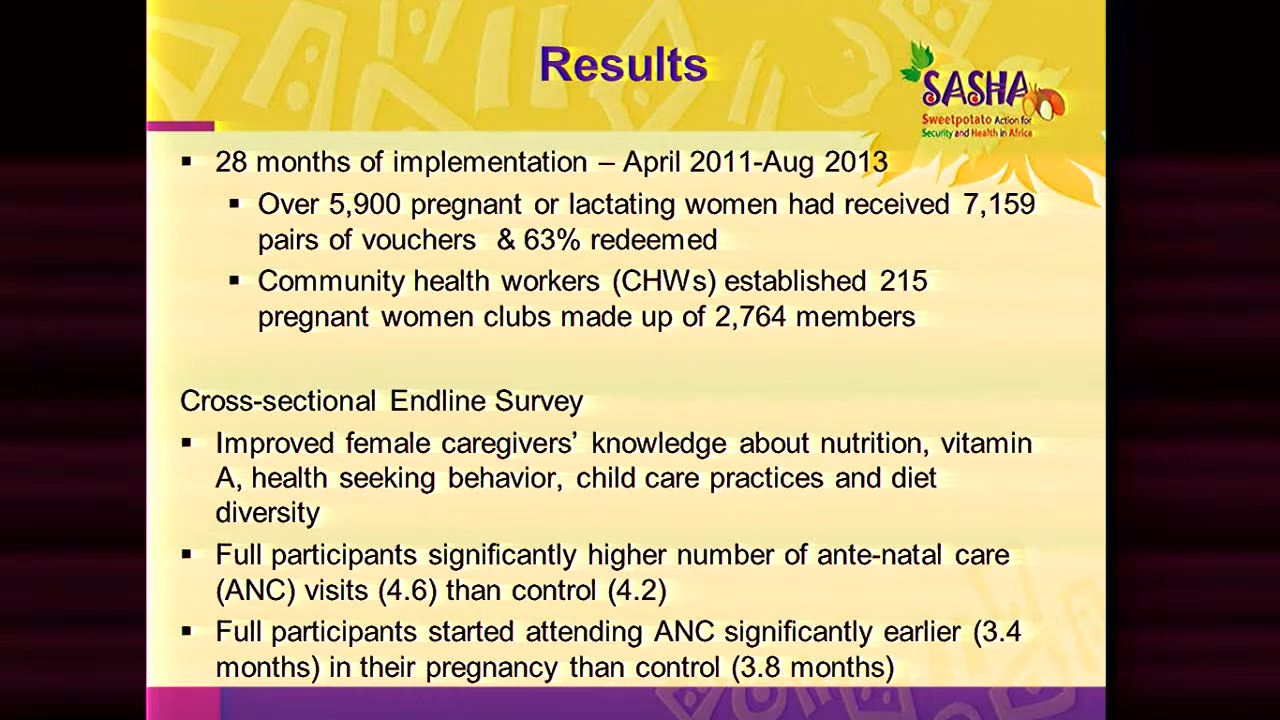 Results
SASHA
Sweetpotato Action for
Security and Health in Africa
▪ 28 months of implementation – April 2011-Aug 2013
▪ Over 5,900 pregnant or lactating women had received 7,159
pairs of vouchers & 63% redeemed
▪ Community health workers (CHWs) established 215
pregnant women clubs made up of 2,764 members
Cross-sectional Endline Survey
▪ Improved female caregivers’ knowledge about nutrition, vitamin
A, health seeking behavior, child care practices and diet
diversity
▪ Full participants significantly higher number of ante-natal care
(ANC) visits (4.6) than control (4.2)
▪ Full participants started attending ANC significantly earlier (3.4
months) in their pregnancy than control (3.8 months)